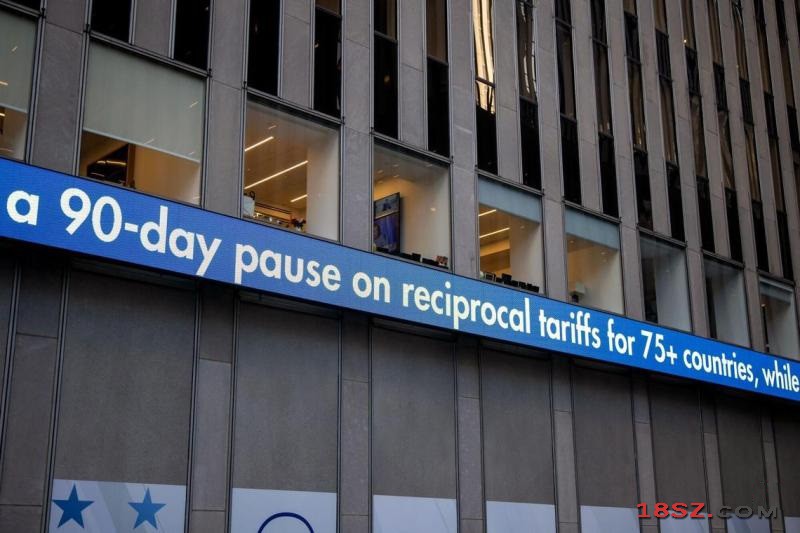 a 90-day pause on reciprocal tariffs for 75+ countries, while
18SZ.COM